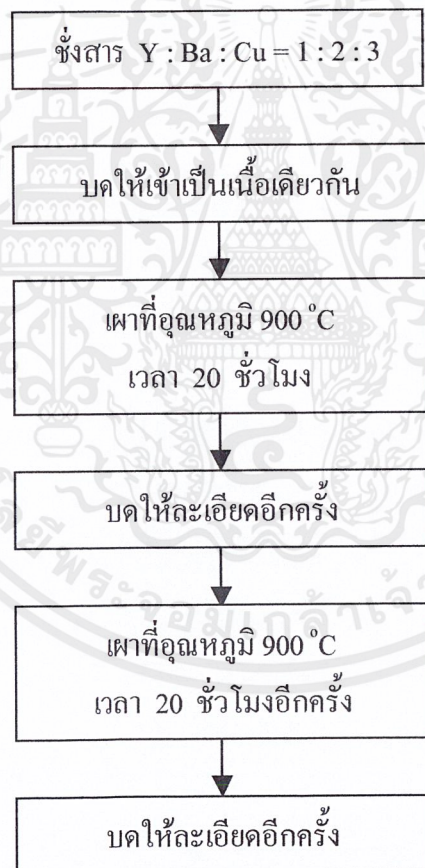 ชั่งสาร Y : Ba : Cu = 1 : 2 : 3
บดให้เข้าเป็นเนื้อเดียวกัน
เผาที่อุณหภูมิ 900 °C
เวลา 20 ชั่วโมง
บดให้ละเอียดอีกครั้ง
เผาที่อุณหภูมิ 900 °C
เวลา 20 ชั่วโมงอีกครั้ง
บดให้ละเอียดอีกครั้ง